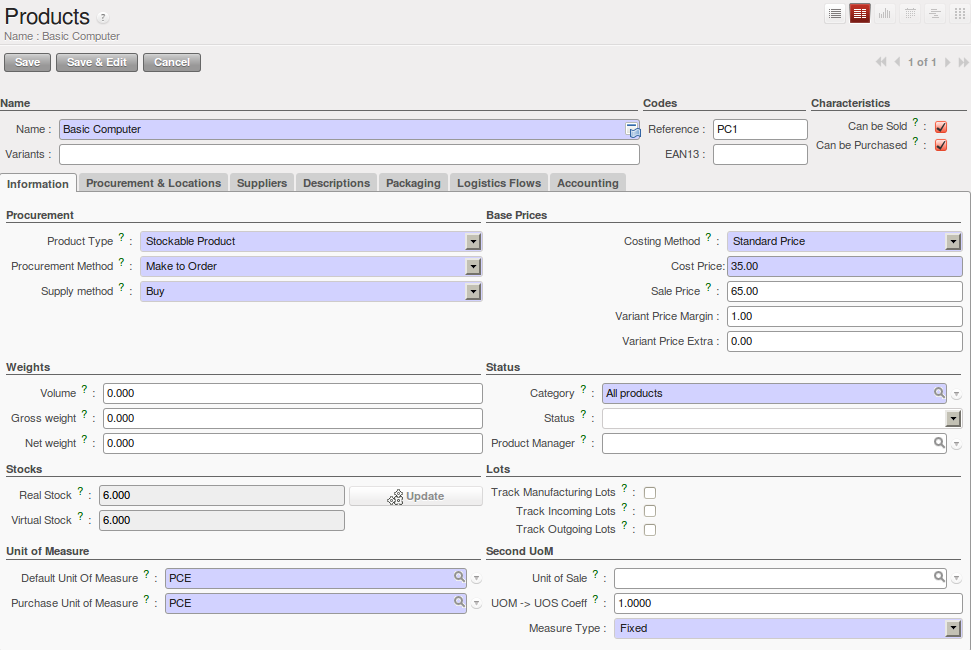 Products ?
Name : Basic Computer
Save Save & Edit Cancel 1 of 1
Name Codes Characteristics
Name : Basic Computer Reference : PC1 Can be Sold ? :
Variants : EAN13 : Can be Purchased ? :
Information Procurement & Locations Suppliers Descriptions Packaging Logistics Flows Accounting
Procurement Base Prices
Product Type ? : Stockable Product Costing Method ? : Standard Price
Procurement Method ? : Make to Order Cost Price: 35.00
Supply method ? : Buy Sale Price ? : 65.00
Variant Price Margin : 1.00
Variant Price Extra : 0.00
Weights Status
Volume ? : 0.000 Category ? : All products
Gross weight ? : 0.000 Status ? :
Net weight ? : 0.000 Product Manager ? :
Stocks Lots
Real Stock ? : 6.000 Update Track Manufacturing Lots ? :
Track Incoming Lots ? :
Virtual Stock ? : 6.000 Track Outgoing Lots ? :
Unit of Measure Second UoM
Default Unit Of Measure ? : PCE Unit of Sale ? :
Purchase Unit of Measure ? : PCE UOM -> UOS Coeff ? : 1.0000
Measure Type : Fixed